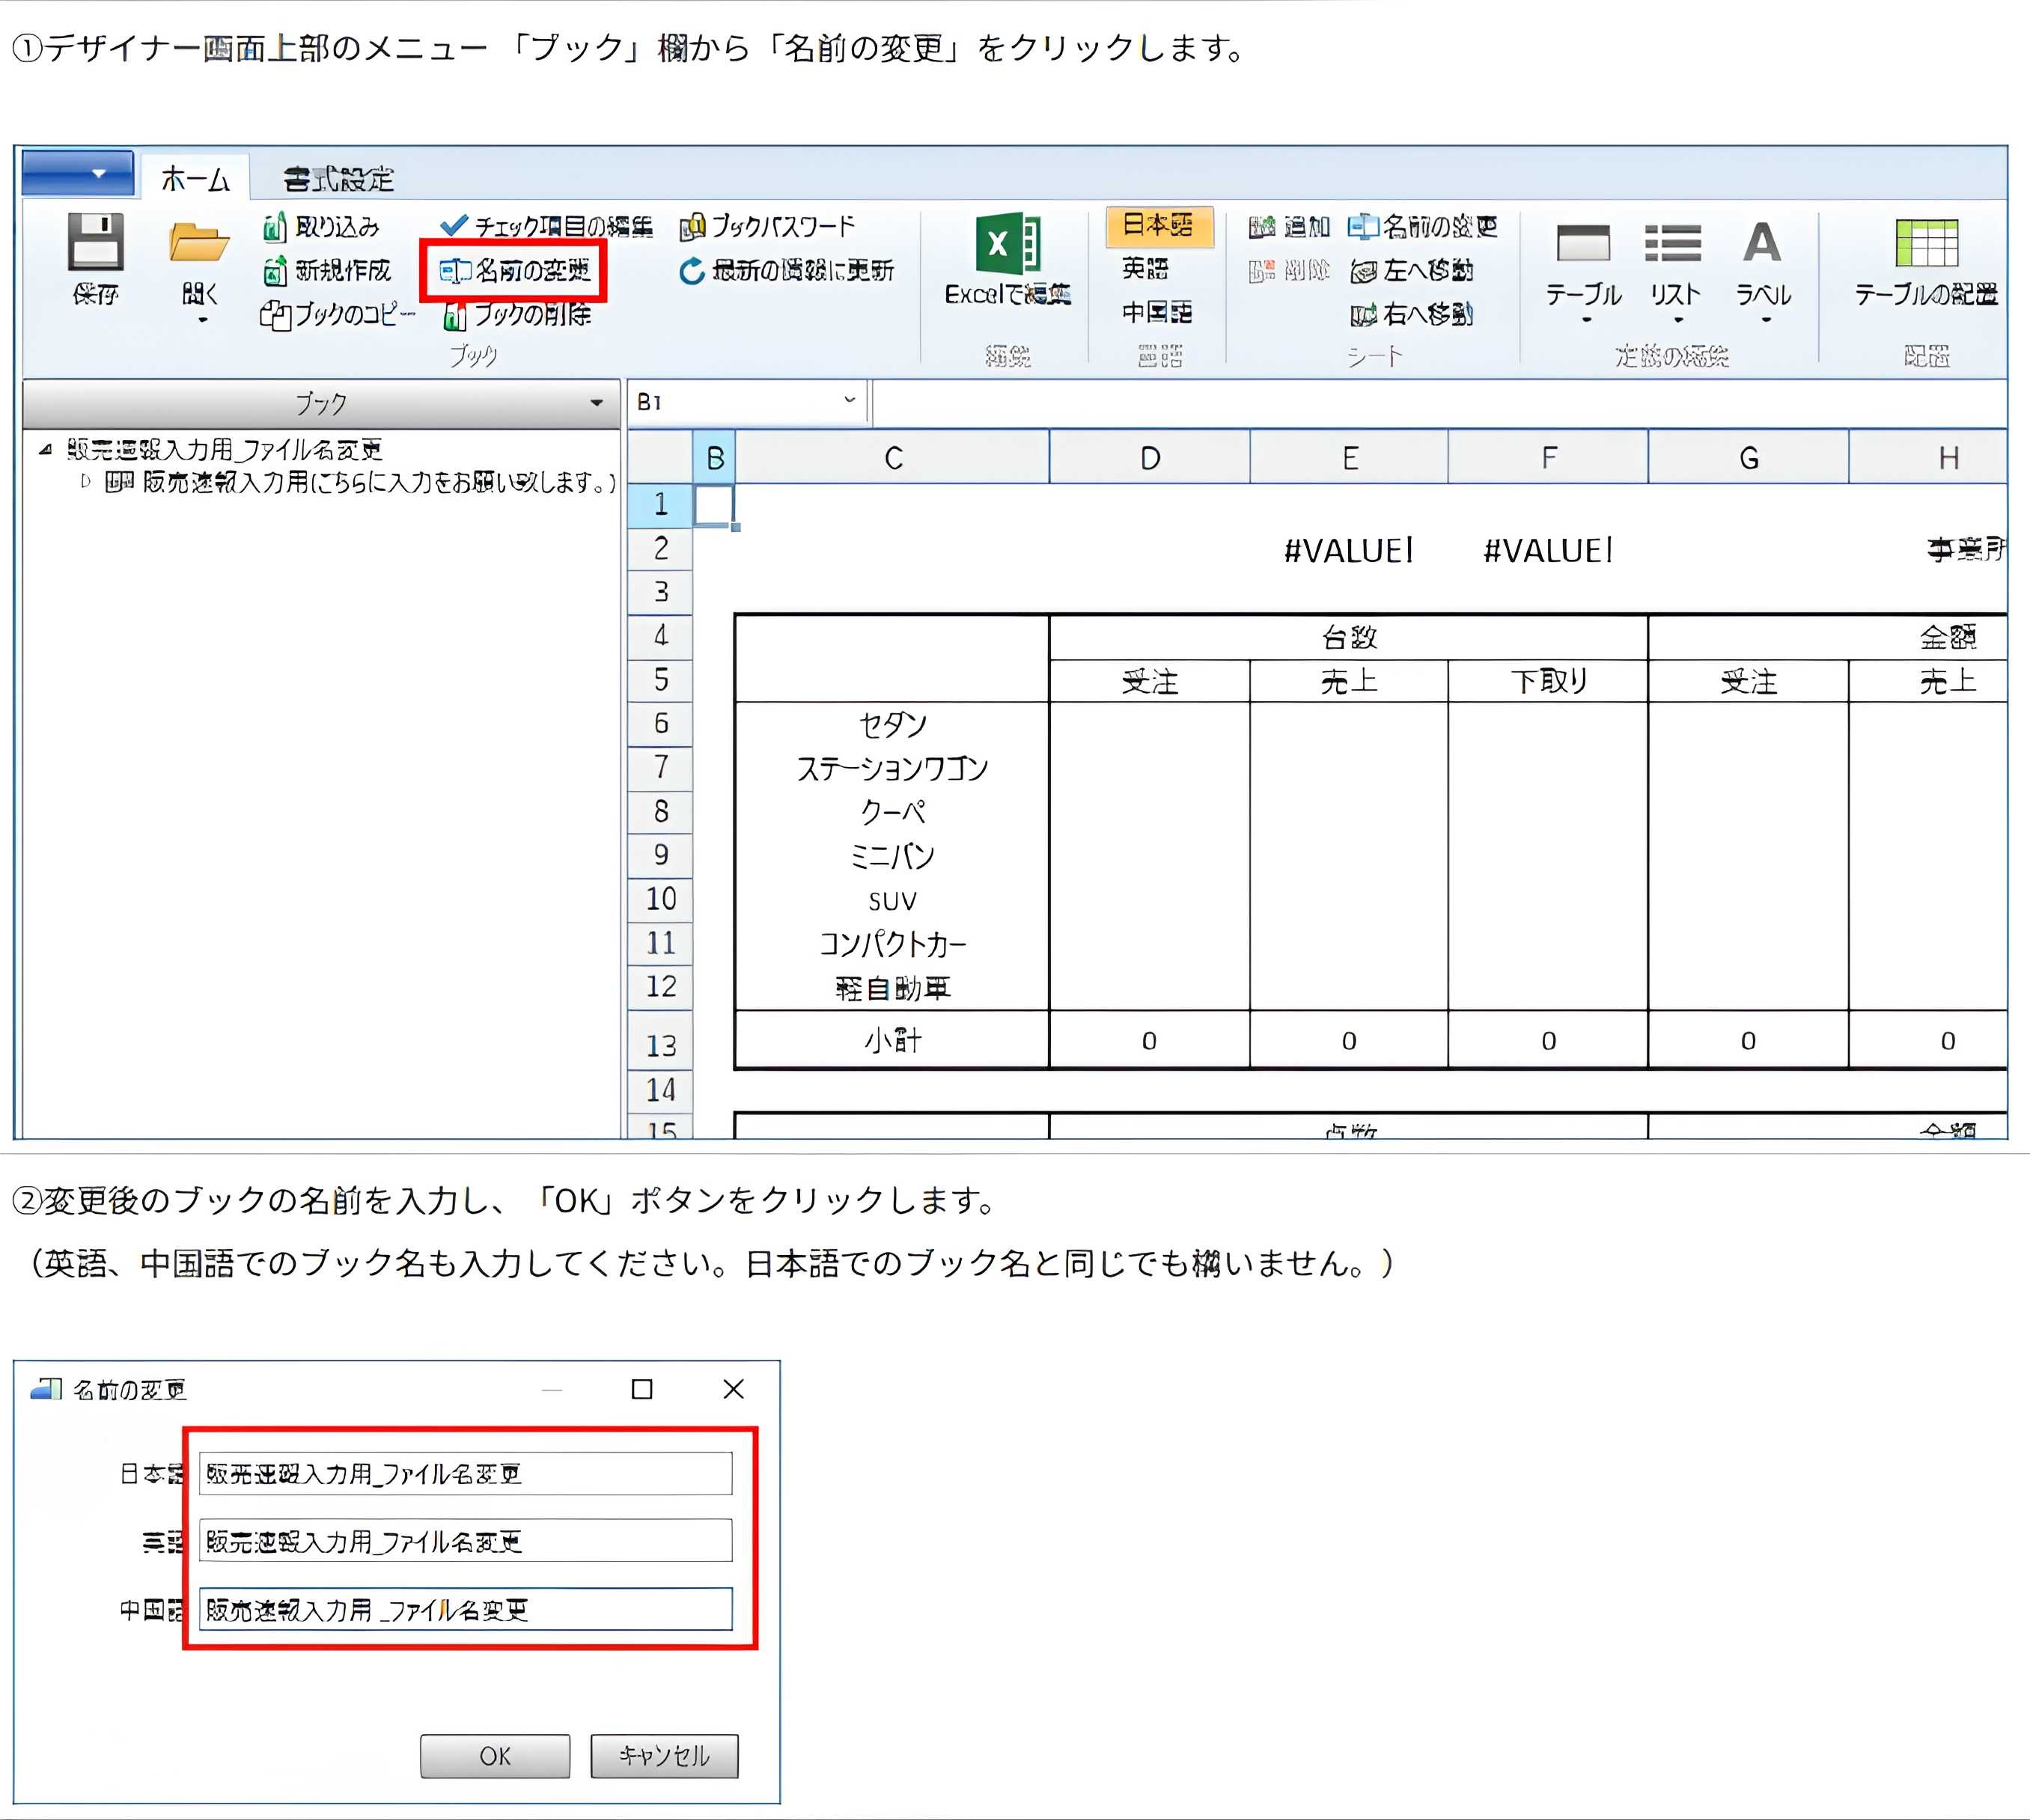 ①デザイナー画面上部のメニュー 「ブック」欄から「名前の変更」をクリックします。
ホーム 書式設定
保存 開く 取り込み 新規作成 ブックのコピー チェック項目の編集 名前の変更 ブックの削除 ブックパスワード 最新の情報に更新
Excelで編集
日本語 英語 中国語
追加 削除 名前の変更 左へ移動 右へ移動
テーブル リスト ラベル テーブルの配置
ブック 編集 言語 シート 定義の編集 配置
ブック B1
販売速報入力用_ファイル名変更
販売速報入力用にちらに入力をお願い致します。)
B C D E F G H
1
2 #VALUE! #VALUE! 事業所
3
4 台数 金額
5 受注 売上 下取り 受注 売上
6 セダン
7 ステーションワゴン
8 クーペ
9 ミニバン
10 SUV
11 コンパクトカー
12 軽自動車
13 小計 0 0 0 0 0
14
15 点数 金額
②変更後のブックの名前を入力し、「OK」ボタンをクリックします。
（英語、中国語でのブック名も入力してください。日本語でのブック名と同じでも構いません。）
名前の変更
日本語 販売速報入力用_ファイル名変更
英語 販売速報入力用_ファイル名変更
中国語 販売速報入力用_ファイル名変更
OK キャンセル